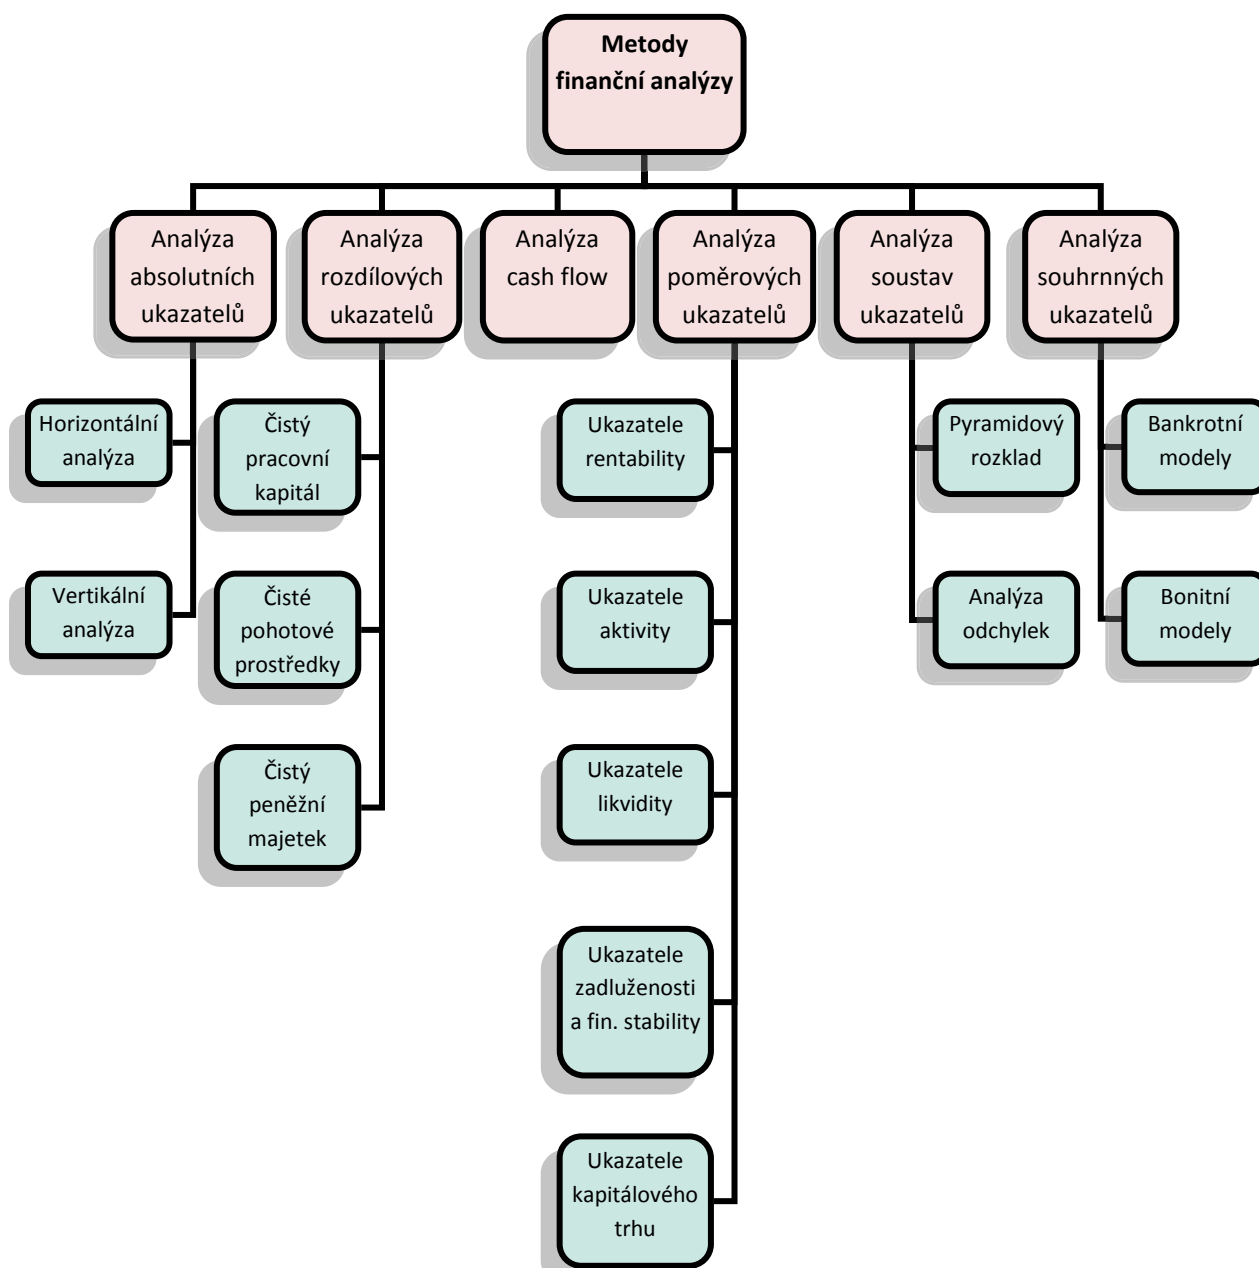 Metody
finanční analýzy
Analýza
absolutních
ukazatelů
Analýza
rozdílových
ukazatelů
Analýza
cash flow
Analýza
poměrových
ukazatelů
Analýza
soustav
ukazatelů
Analýza
souhrnných
ukazatelů
Horizontální
analýza
Čistý
pracovní
kapitál
Ukazatele
rentability
Pyramidový
rozklad
Bankrotní
modely
Vertikální
analýza
Čisté
pohotové
prostředky
Ukazatele
aktivity
Analýza
odchylek
Bonitní
modely
Čistý
peněžní
majetek
Ukazatele
likvidity
Ukazatele
zadluženosti
a fin. stability
Ukazatele
kapitálového
trhu